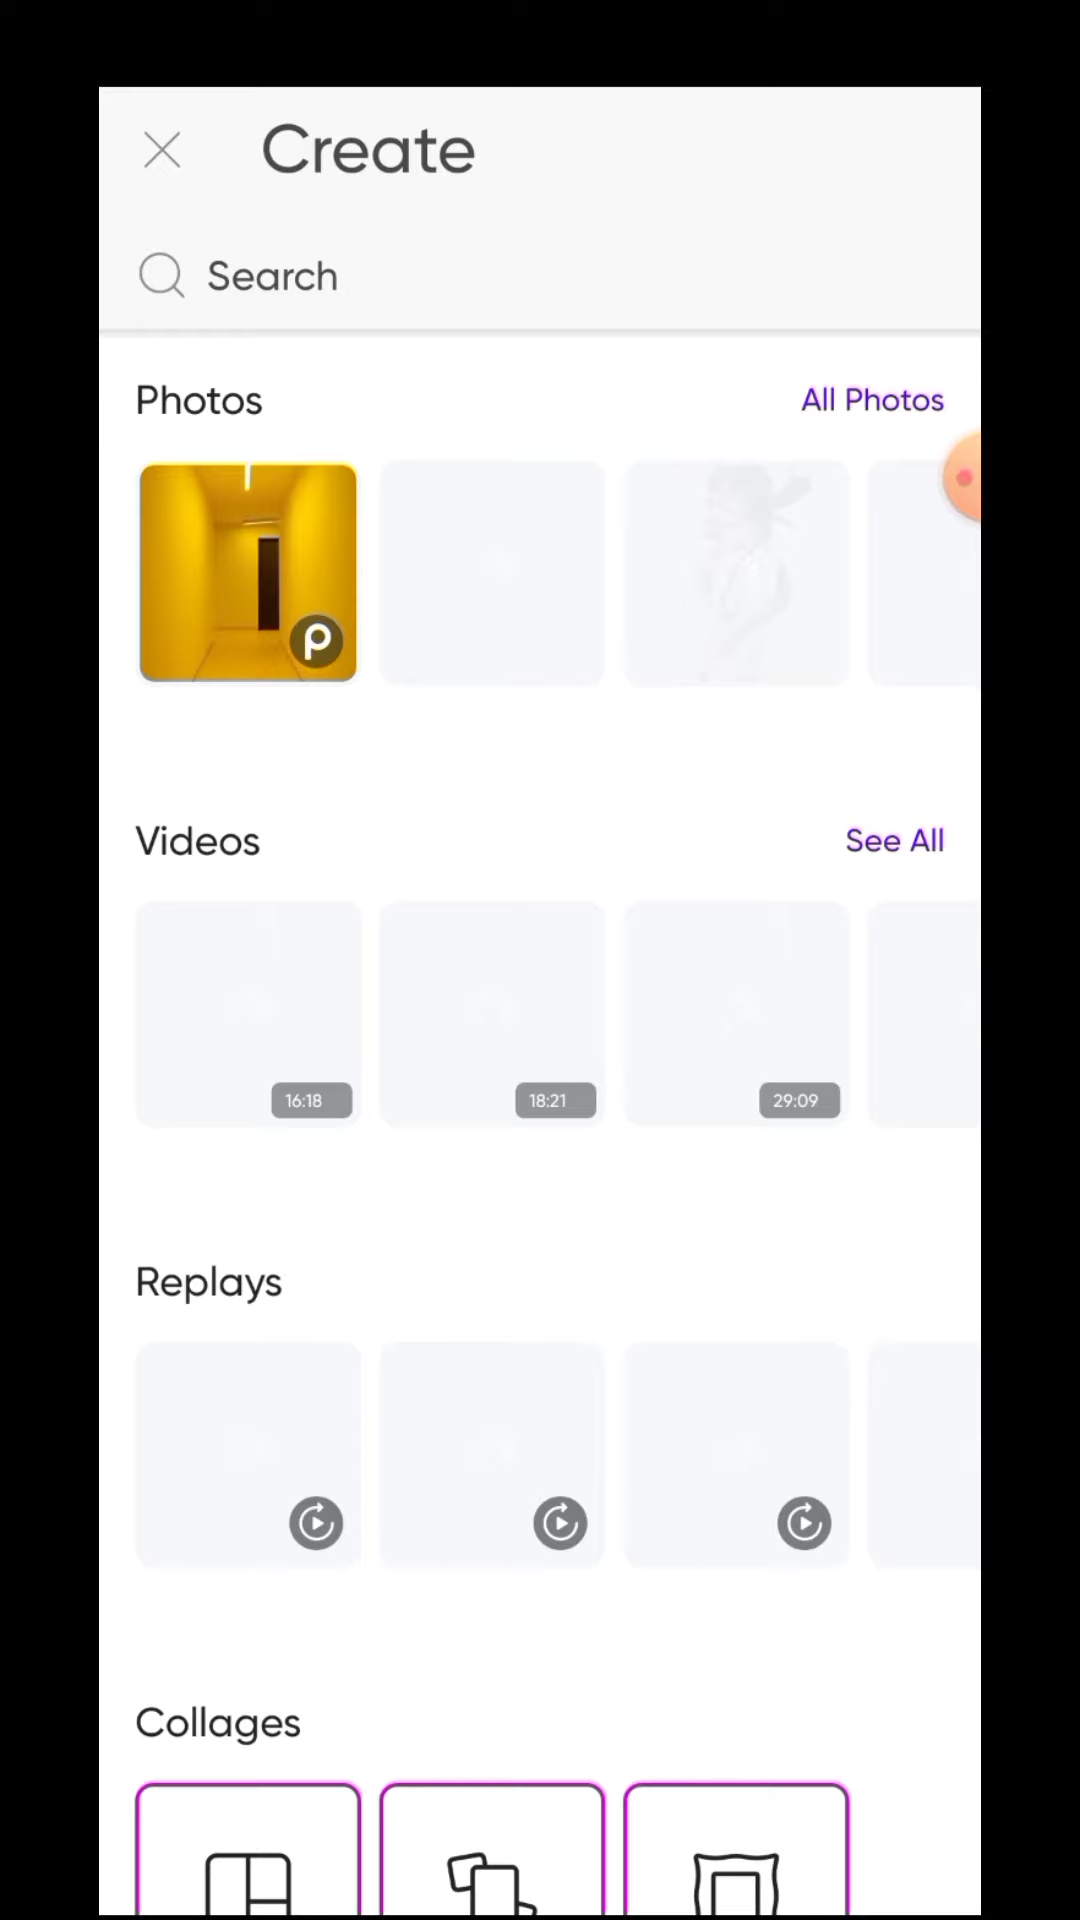 Create
Search
Photos
All Photos
Videos
See All
16:18
18:21
29:09
Replays
Collages